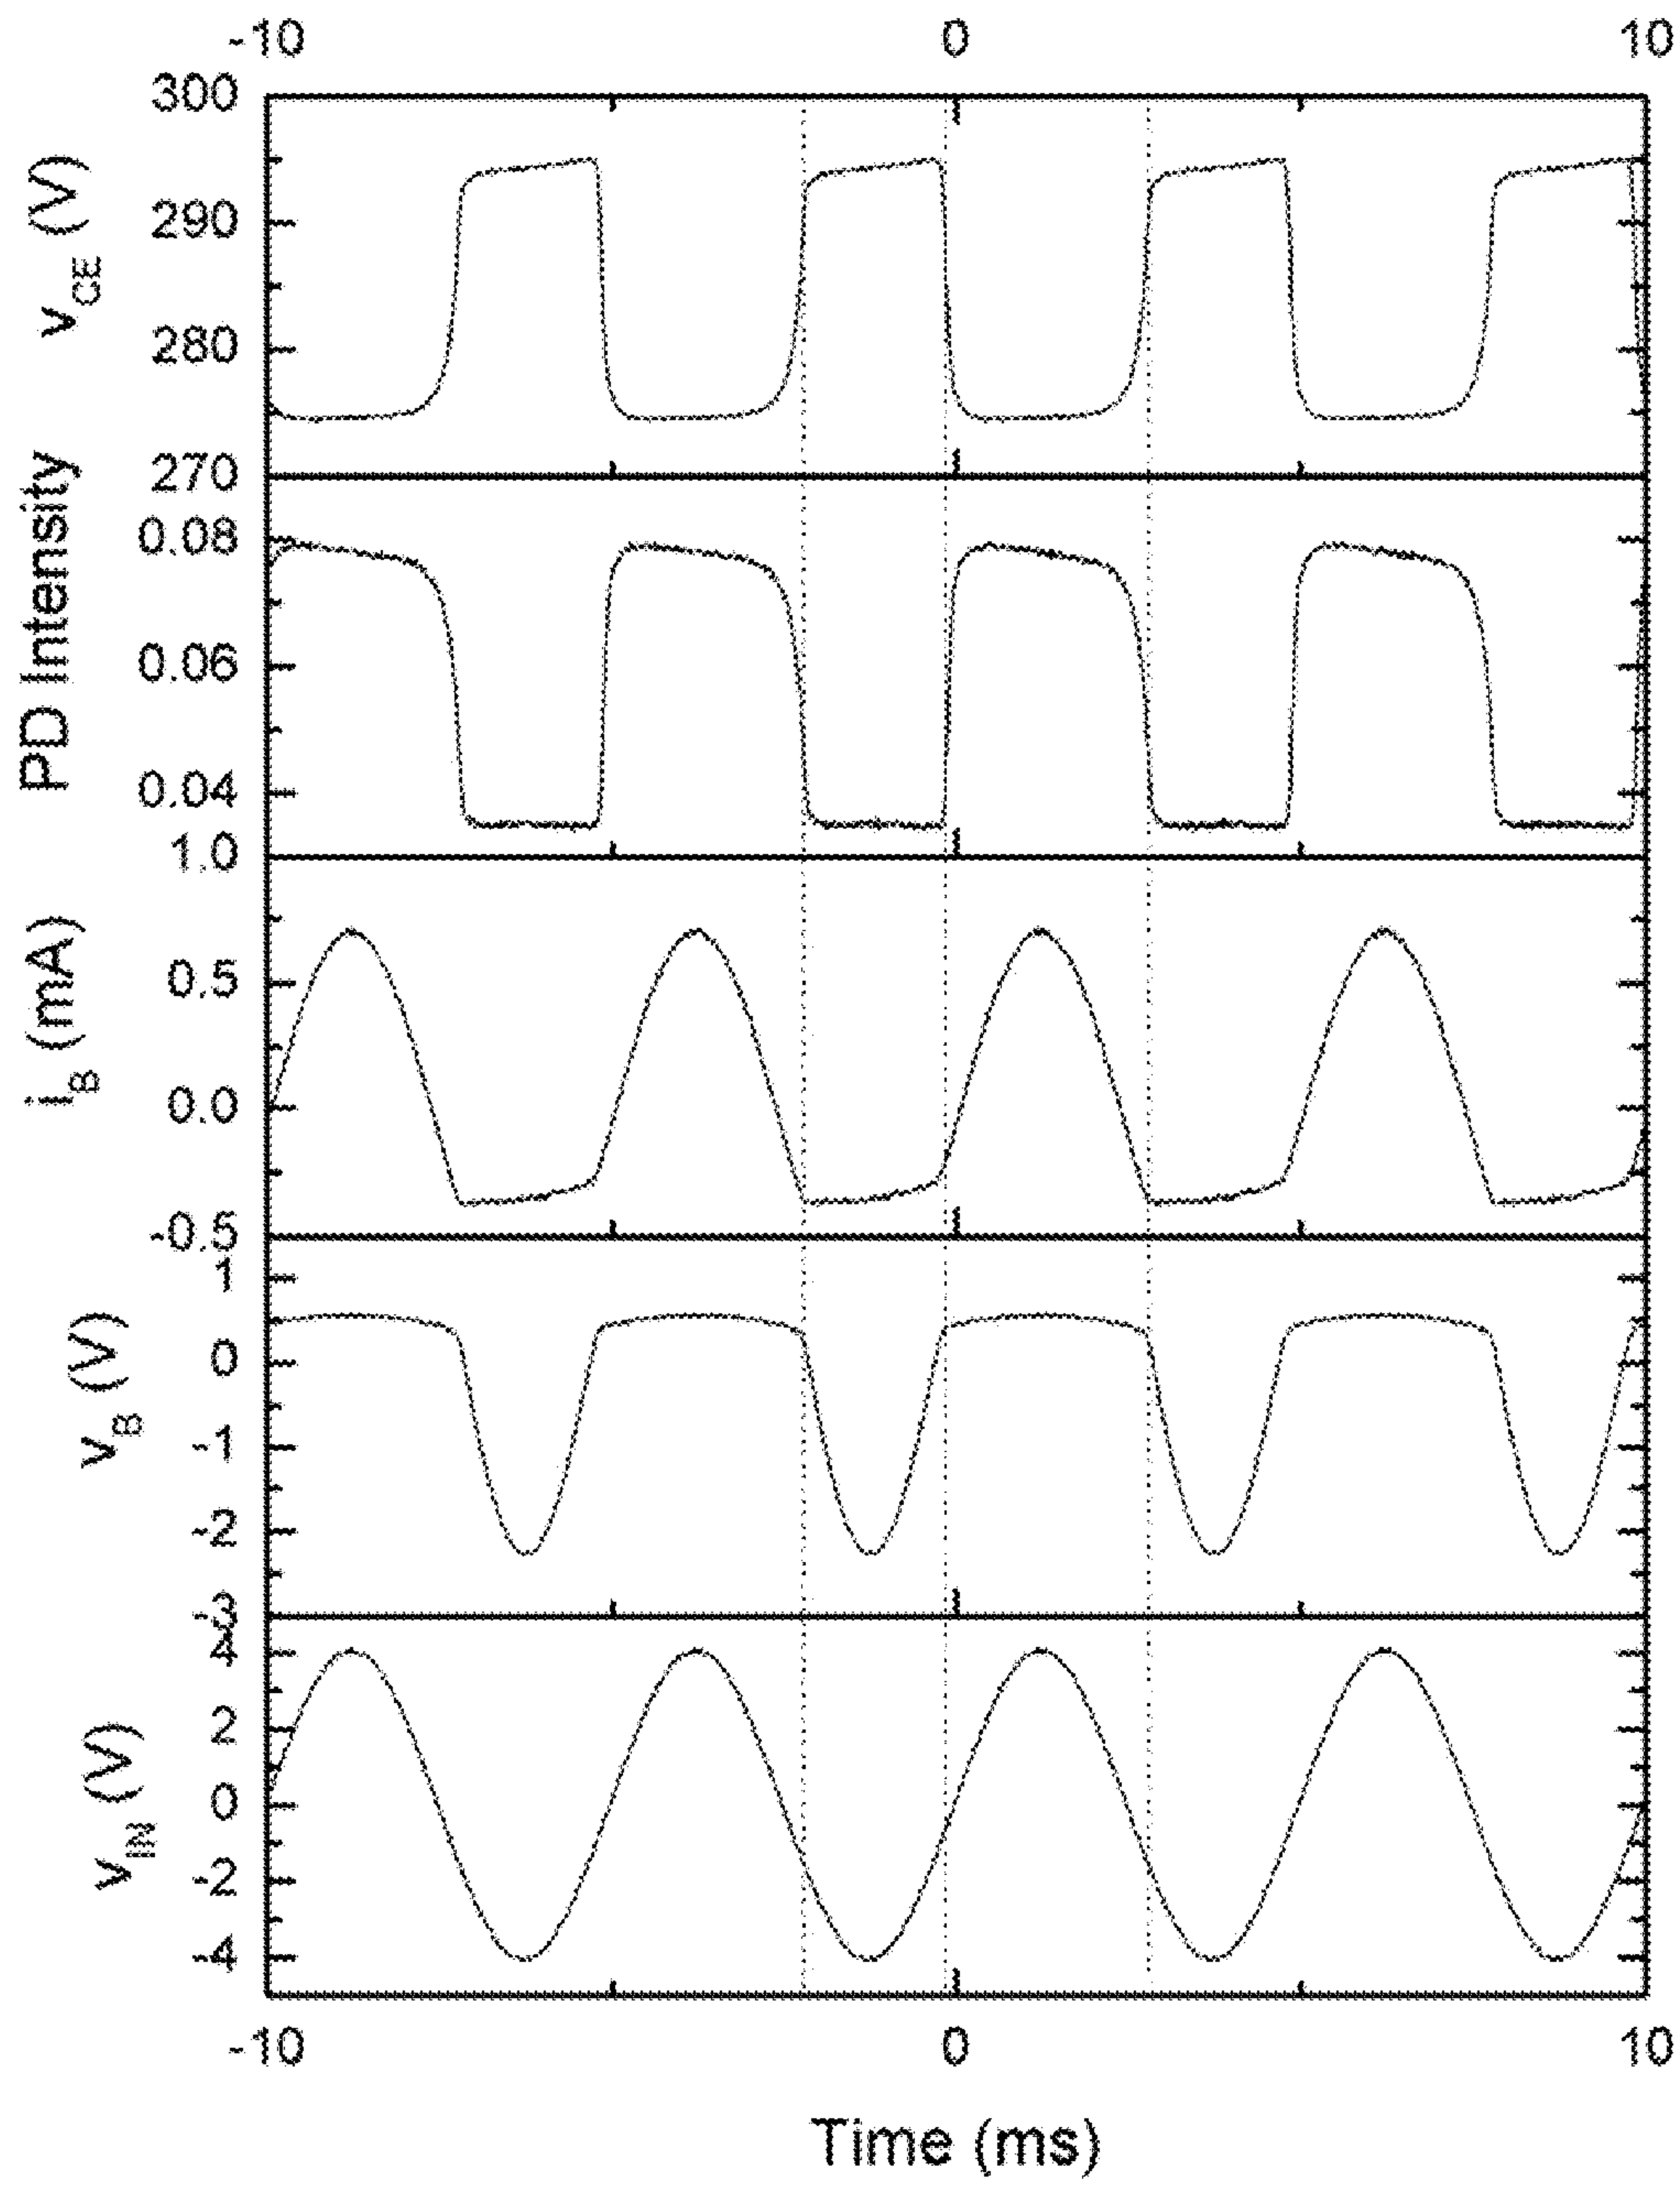 -10 0 10
300
290
280
270
v_CE (V)
0.08
0.06
0.04
PD Intensity
1.0
0.5
0.0
-0.5
i_B (mA)
1
0
-1
-2
-3
v_B (V)
4
2
0
-2
-4
v_IN (V)
-10 0 10
Time (ms)